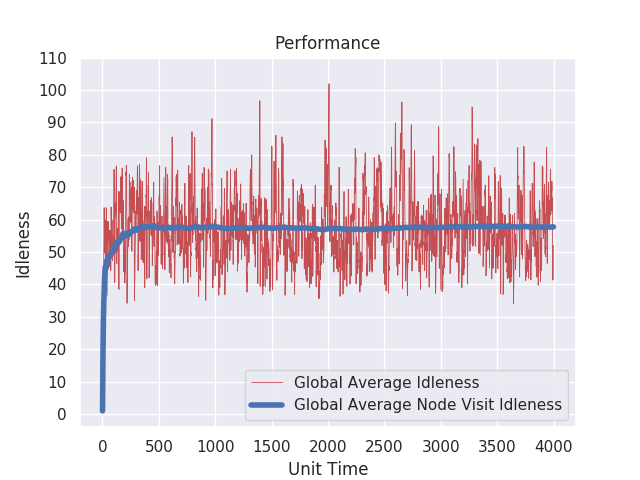 Performance
110
100
90
80
70
60
50
40
30
20
10
0
Idleness
Global Average Idleness
Global Average Node Visit Idleness
0 500 1000 1500 2000 2500 3000 3500 4000
Unit Time